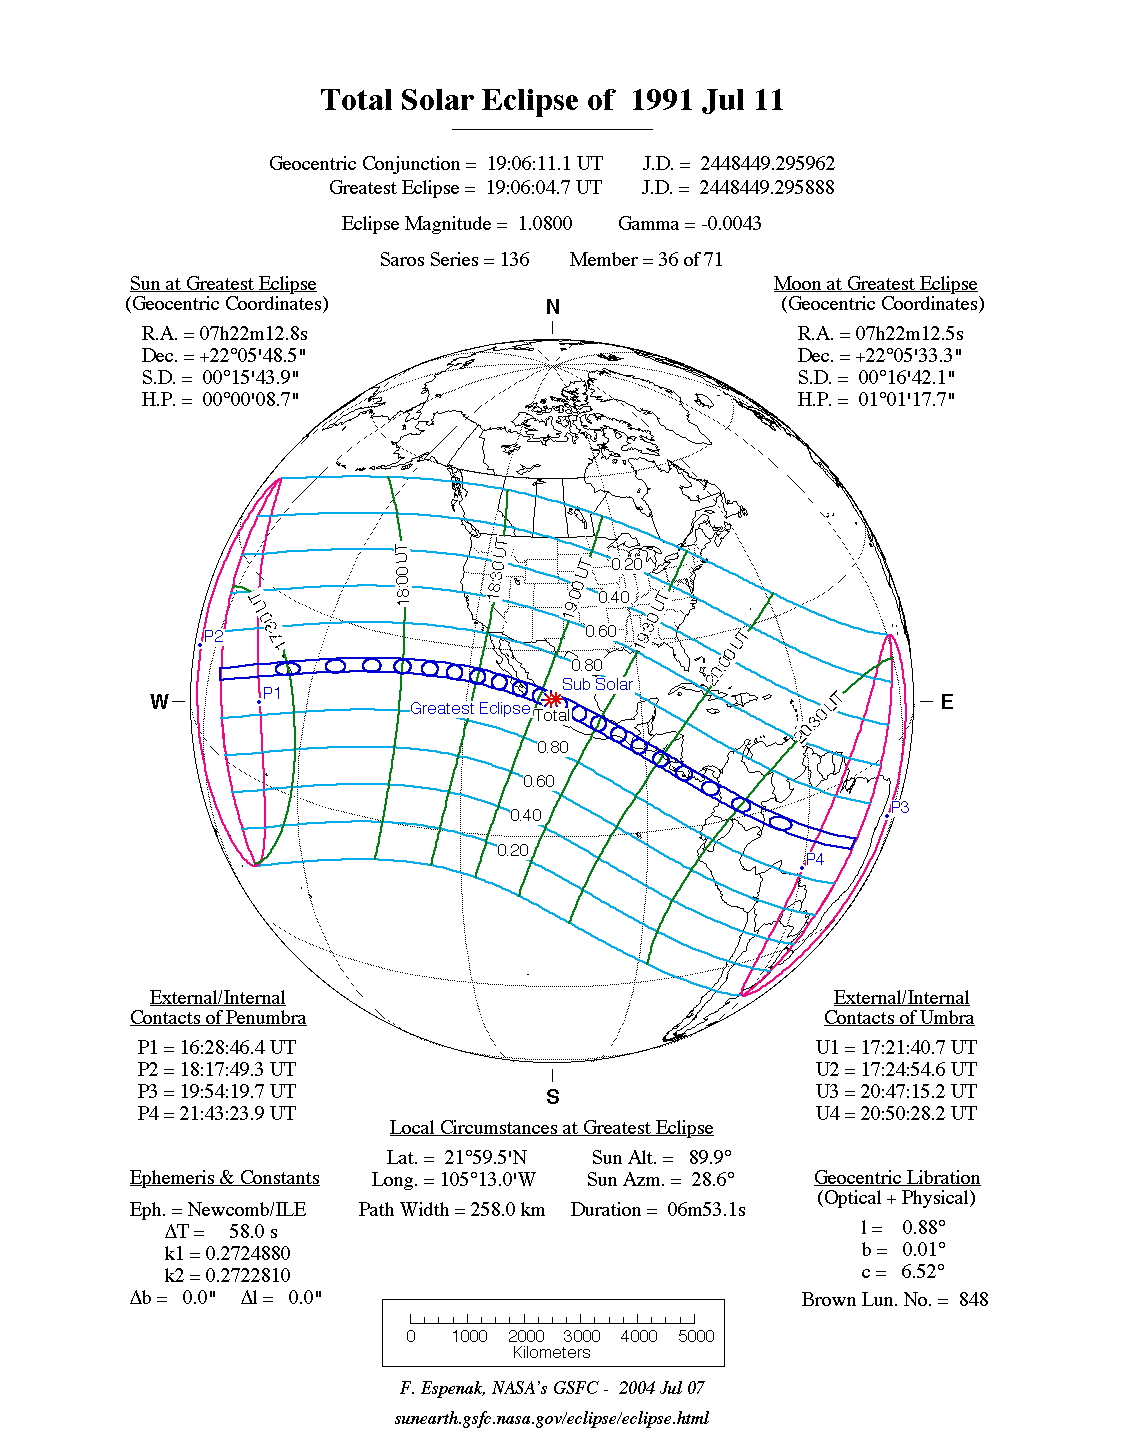 Total Solar Eclipse of 1991 Jul 11
Geocentric Conjunction = 19:06:11.1 UT J.D. = 2448449.295962
Greatest Eclipse = 19:06:04.7 UT J.D. = 2448449.295888
Eclipse Magnitude = 1.0800 Gamma = -0.0043
Saros Series = 136 Member = 36 of 71
Sun at Greatest Eclipse
(Geocentric Coordinates)
R.A. = 07h22m12.8s
Dec. = +22°05'48.5"
S.D. = 00°15'43.9"
H.P. = 00°00'08.7"
Moon at Greatest Eclipse
(Geocentric Coordinates)
R.A. = 07h22m12.5s
Dec. = +22°05'33.3"
S.D. = 00°16'42.1"
H.P. = 01°01'17.7"
N
18:00 UT
18:30 UT
19:00 UT
0.20
0.40
17:30 UT
0.60
19:30 UT
P2
20:00 UT
0.80
Sub Solar
P1
W
E
Greatest Eclipse
Total
20:30 UT
0.80
0.60
0.40
0.20
P3
P4
S
External/Internal
Contacts of Penumbra
P1 = 16:28:46.4 UT
P2 = 18:17:49.3 UT
P3 = 19:54:19.7 UT
P4 = 21:43:23.9 UT
External/Internal
Contacts of Umbra
U1 = 17:21:40.7 UT
U2 = 17:24:54.6 UT
U3 = 20:47:15.2 UT
U4 = 20:50:28.2 UT
Local Circumstances at Greatest Eclipse
Lat. = 21°59.5'N Sun Alt. = 89.9°
Long. = 105°13.0'W Sun Azm. = 28.6°
Path Width = 258.0 km Duration = 06m53.1s
Ephemeris & Constants
Eph. = Newcomb/ILE
ΔT = 58.0 s
k1 = 0.2724880
k2 = 0.2722810
Δb = 0.0" Δl = 0.0"
Geocentric Libration
(Optical + Physical)
l = 0.88°
b = 0.01°
c = 6.52°
Brown Lun. No. = 848
0 1000 2000 3000 4000 5000
Kilometers
F. Espenak, NASA's GSFC - 2004 Jul 07
sunearth.gsfc.nasa.gov/eclipse/eclipse.html